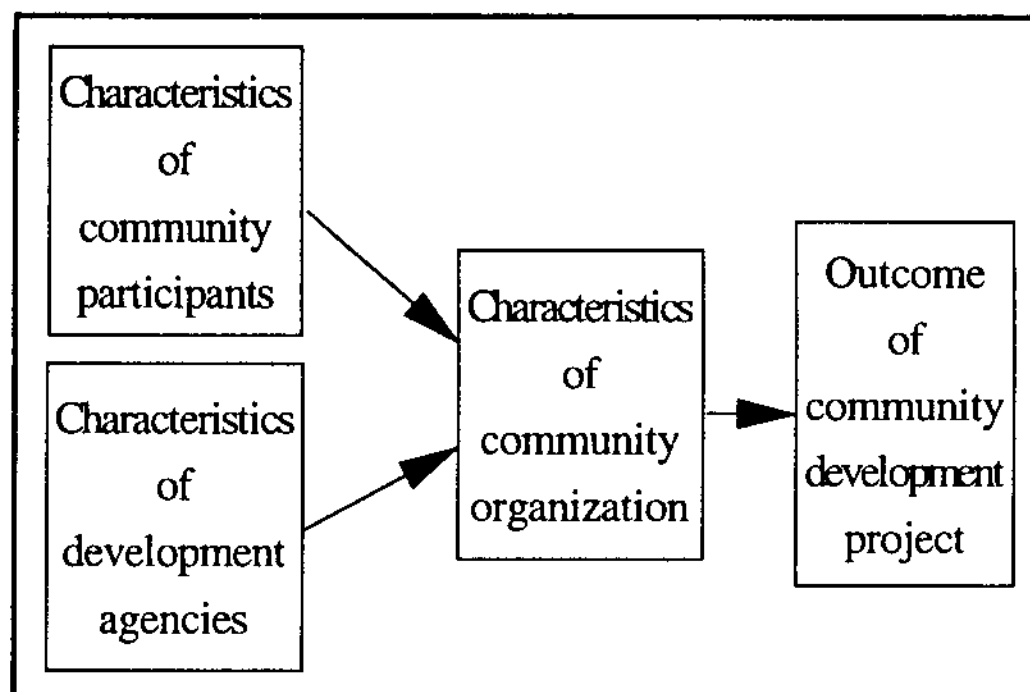 Characteristics
of
community
participants
Characteristics
of
development
agencies
Characteristics
of
community
organization
Outcome
of
community
development
project